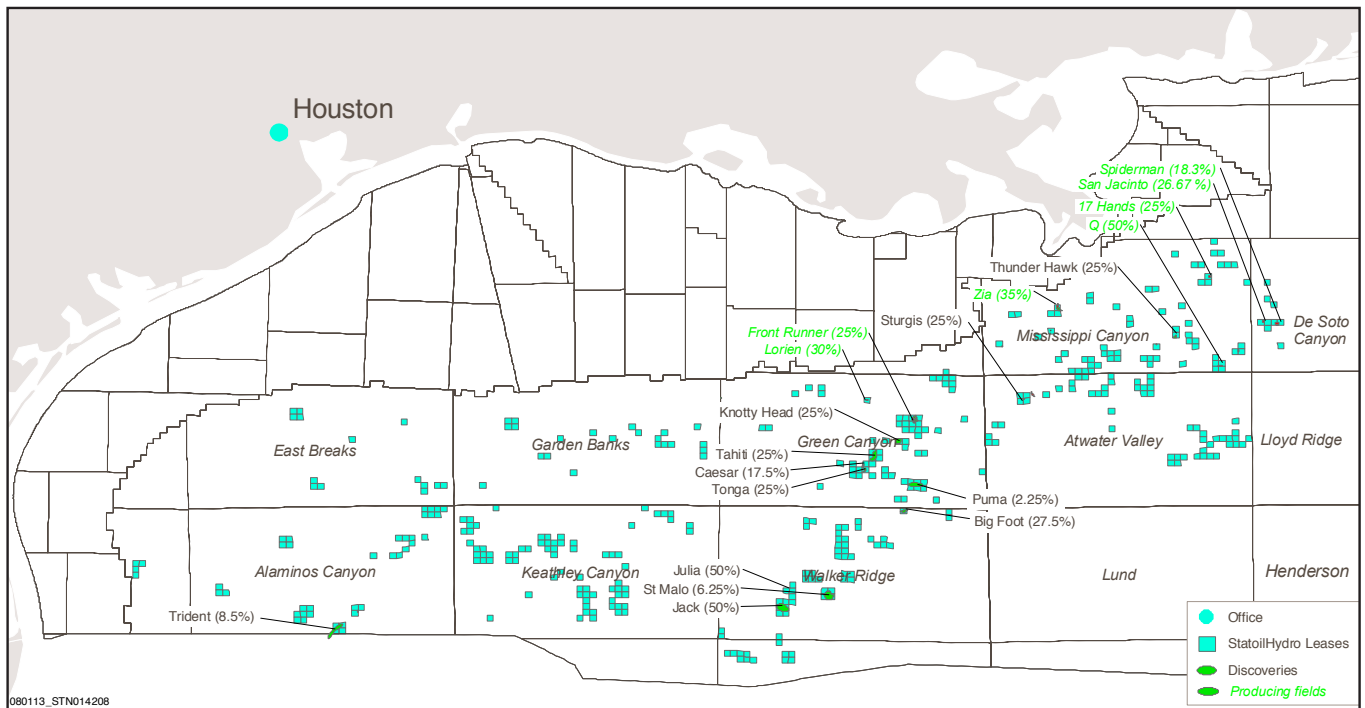 Houston
Spiderman (18.3%)
San Jacinto (26.67 %)
17 Hands (25%)
Q (50%)
Thunder Hawk (25%)
Zia (35%)
Sturgis (25%)
Front Runner (25%)
Lorien (30%)
Mississippi Canyon
De Soto
Canyon
Knotty Head (25%)
East Breaks
Garden Banks
Green Canyon
Atwater Valley
Lloyd Ridge
Tahiti (25%)
Caesar (17.5%)
Tonga (25%)
Puma (2.25%)
Big Foot (27.5%)
Alaminos Canyon
Keathley Canyon
Julia (50%)
Walker Ridge
Lund
Henderson
St Malo (6.25%)
Jack (50%)
Trident (8.5%)
Office
StatoilHydro Leases
Discoveries
Producing fields
080113_STN014208